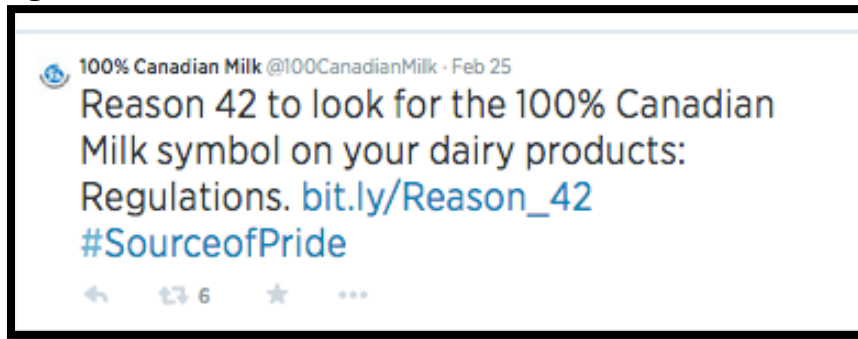 100% Canadian Milk @100CanadianMilk · Feb 25
Reason 42 to look for the 100% Canadian
Milk symbol on your dairy products:
Regulations. bit.ly/Reason_42
#SourceofPride
6